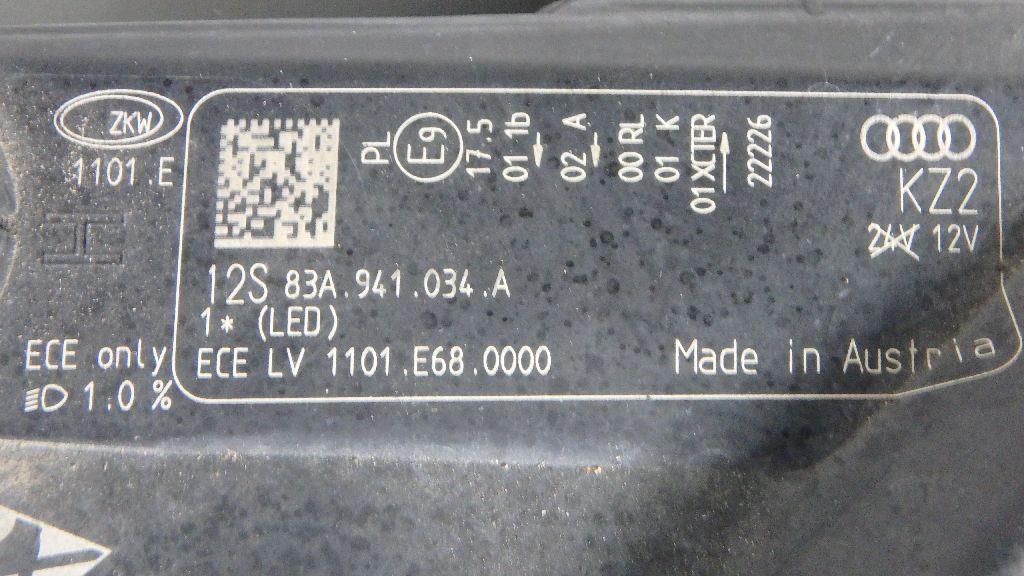 ZKW
1101.E
H
PL
E9
17.5
01 1b
02 A
00 RL
01 K
01 XCTER
22226
KZ2
24V 12V
12S 83A.941.034.A
1* (LED)
ECE LV 1101.E68.0000
Made in Austria
ECE only
1.0 %